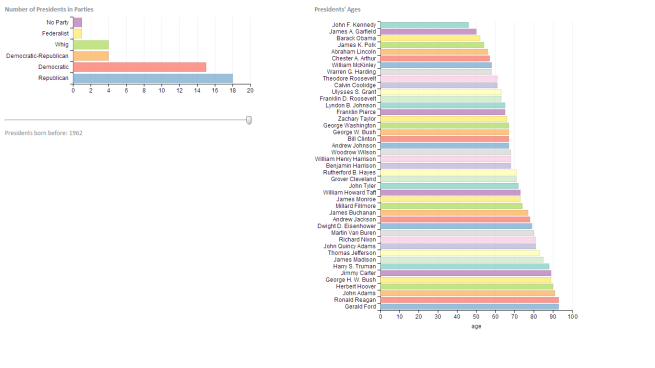 Number of Presidents in Parties
No Party
Federalist
Whig
Democratic-Republican
Democratic
Republican
0 2 4 6 8 10 12 14 16 18 20
Presidents born before: 1962
Presidents' Ages
John F. Kennedy
James A. Garfield
Barack Obama
James K. Polk
Abraham Lincoln
Chester A. Arthur
William McKinley
Warren G. Harding
Theodore Roosevelt
Calvin Coolidge
Ulysses S. Grant
Franklin D. Roosevelt
Lyndon B. Johnson
Franklin Pierce
Zachary Taylor
George Washington
George W. Bush
Bill Clinton
Andrew Johnson
Woodrow Wilson
William Henry Harrison
Benjamin Harrison
Rutherford B. Hayes
Grover Cleveland
John Tyler
William Howard Taft
James Monroe
Millard Fillmore
James Buchanan
Andrew Jackson
Dwight D. Eisenhower
Martin Van Buren
Richard Nixon
John Quincy Adams
Thomas Jefferson
James Madison
Harry S. Truman
Jimmy Carter
George H. W. Bush
Herbert Hoover
John Adams
Ronald Reagan
Gerald Ford
0 10 20 30 40 50 60 70 80 90 100
age